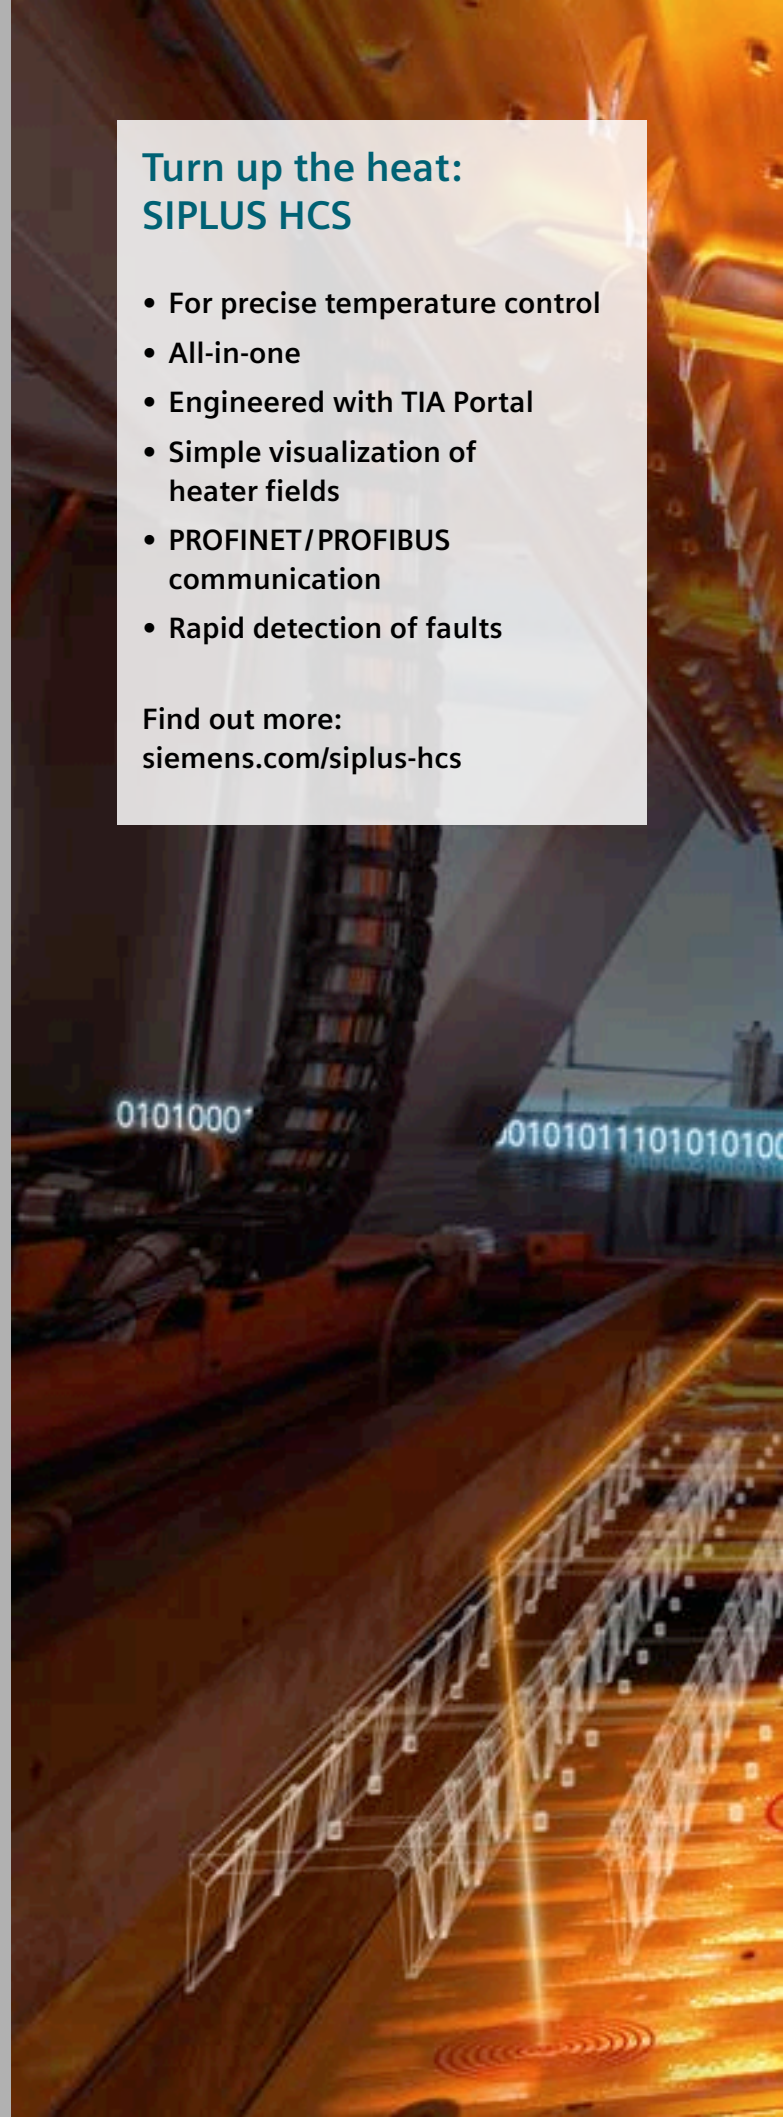 Turn up the heat:
SIPLUS HCS
• For precise temperature control
• All-in-one
• Engineered with TIA Portal
• Simple visualization of
heater fields
• PROFINET/PROFIBUS
communication
• Rapid detection of faults
Find out more:
siemens.com/siplus-hcs
0101000
0101011101010100